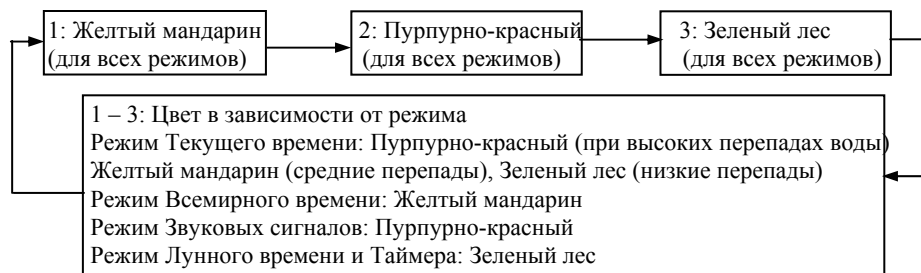 1: Желтый мандарин
(для всех режимов)
2: Пурпурно-красный
(для всех режимов)
3: Зеленый лес
(для всех режимов)
1 – 3: Цвет в зависимости от режима
Режим Текущего времени: Пурпурно-красный (при высоких перепадах воды)
Желтый мандарин (средние перепады), Зеленый лес (низкие перепады)
Режим Всемирного времени: Желтый мандарин
Режим Звуковых сигналов: Пурпурно-красный
Режим Лунного времени и Таймера: Зеленый лес